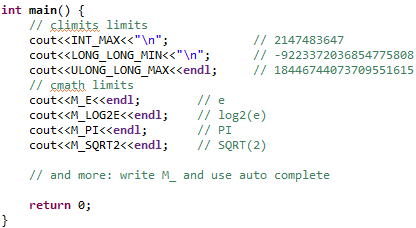 int main() {
// climits limits
cout<<INT_MAX<<"\n"; // 2147483647
cout<<LONG_LONG_MIN<<"\n"; // -9223372036854775808
cout<<ULONG_LONG_MAX<<endl; // 18446744073709551615
// cmath limits
cout<<M_E<<endl; // e
cout<<M_LOG2E<<endl; // log2(e)
cout<<M_PI<<endl; // PI
cout<<M_SQRT2<<endl; // SQRT(2)
// and more: write M_ and use auto complete
return 0;
}